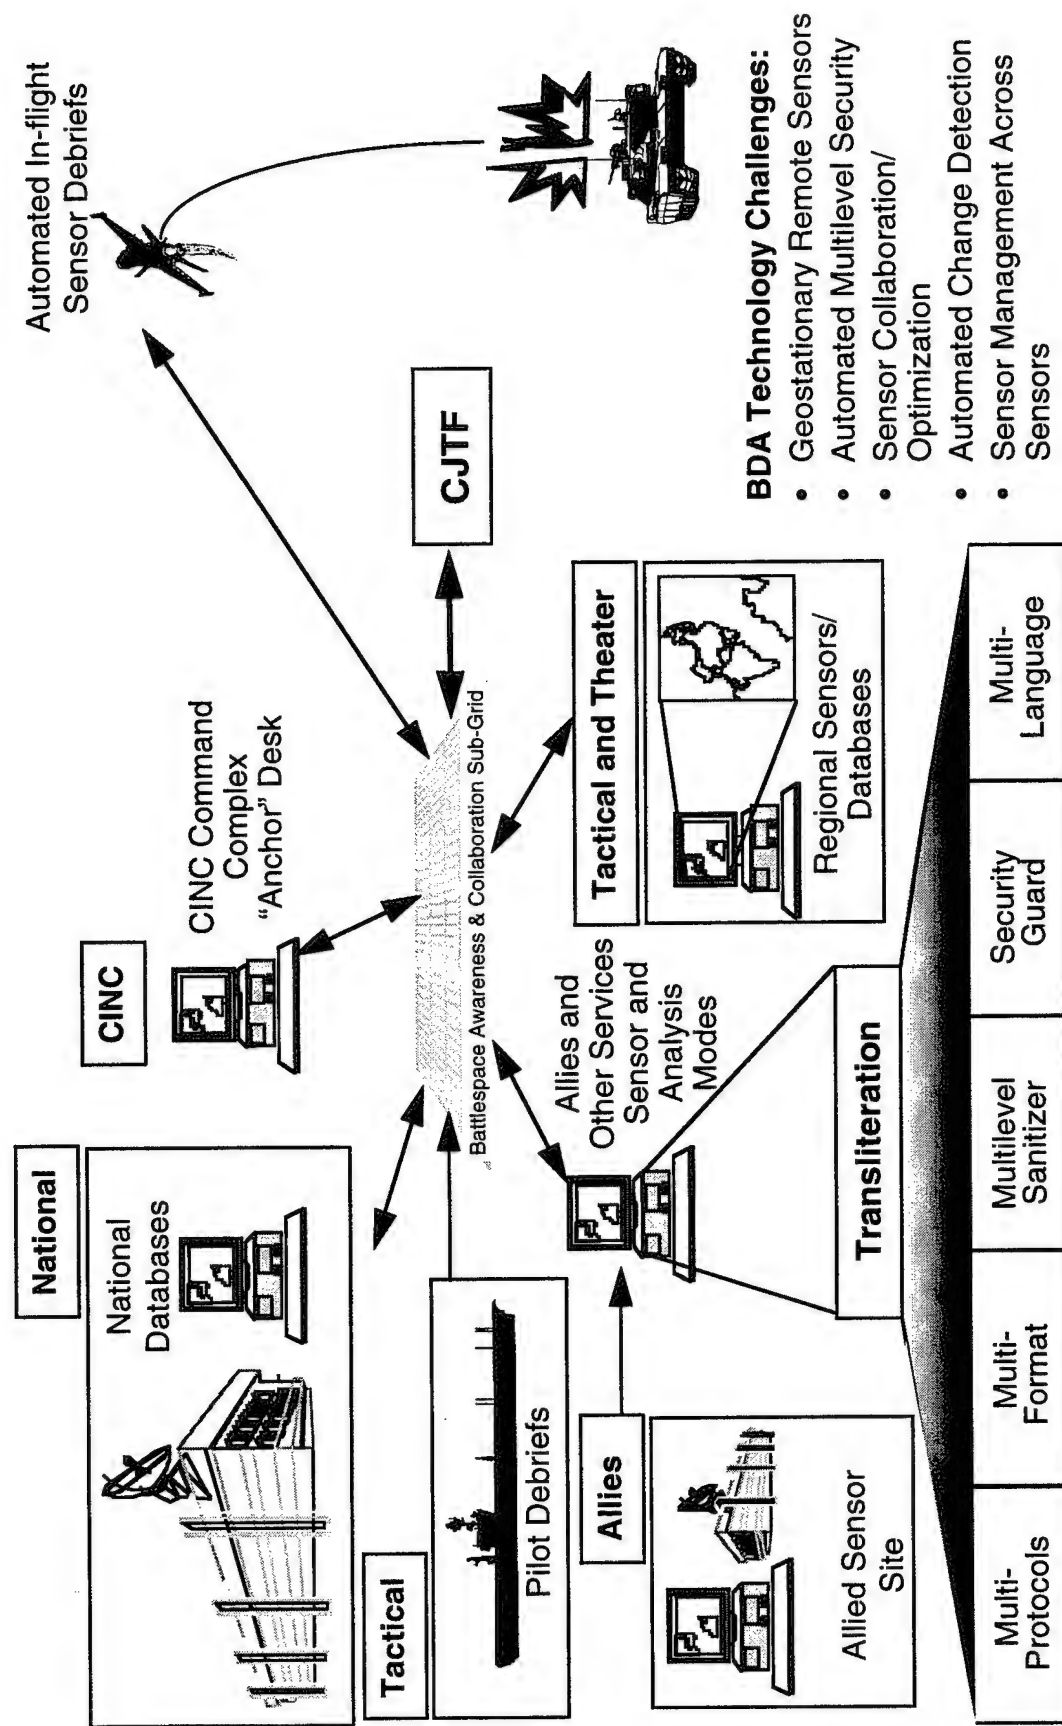 National
National
Databases
Tactical
Pilot Debriefs
Allies
Allied Sensor
Site
CINC
CINC Command
Complex
“Anchor” Desk
Battlespace Awareness & Collaboration Sub-Grid
Allies and
Other Services
Sensor and
Analysis
Modes
CJTF
Tactical and Theater
Regional Sensors/
Databases
Automated In-flight
Sensor Debriefs
BDA Technology Challenges:
• Geostationary Remote Sensors
• Automated Multilevel Security
• Sensor Collaboration/
Optimization
• Automated Change Detection
• Sensor Management Across
Sensors
Transliteration
Multi-
Protocols
Multi-
Format
Multilevel
Sanitizer
Security
Guard
Multi-
Language